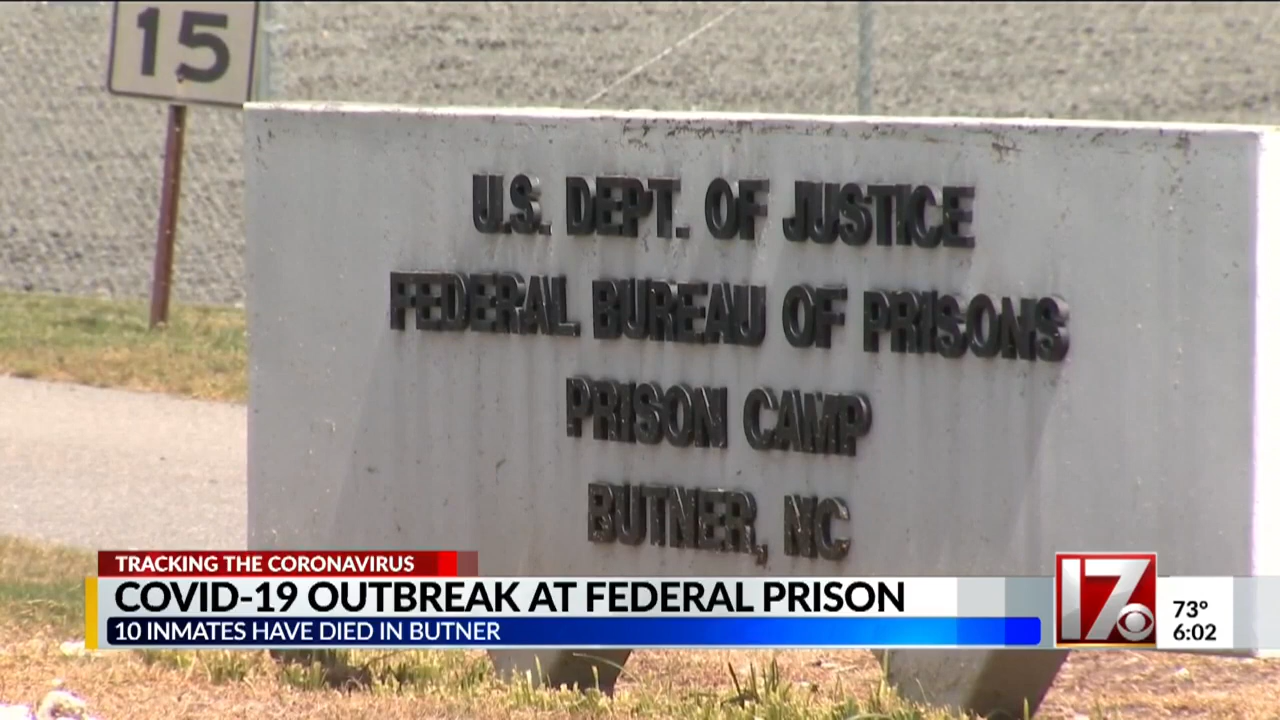 15
U.S. DEPT. OF JUSTICE
FEDERAL BUREAU OF PRISONS
PRISON CAMP
BUTNER, NC
TRACKING THE CORONAVIRUS
COVID-19 OUTBREAK AT FEDERAL PRISON
10 INMATES HAVE DIED IN BUTNER
17
73°
6:02